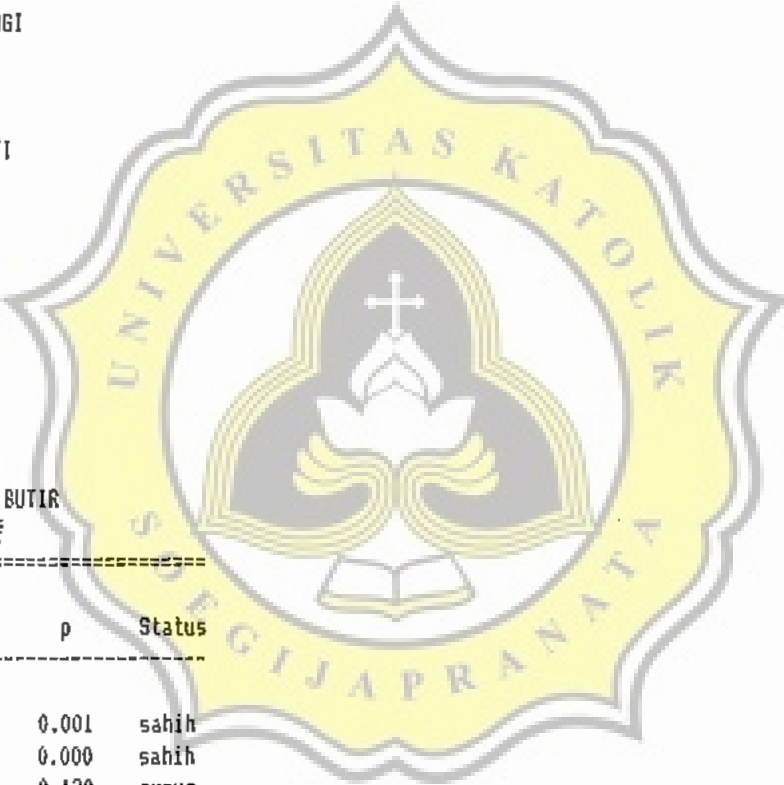 GI
I
UNIVERSITAS KATOLIK
SOEGIJAPRANATA
BUTIR
p Status
0.001 sahih
0.000 sahih